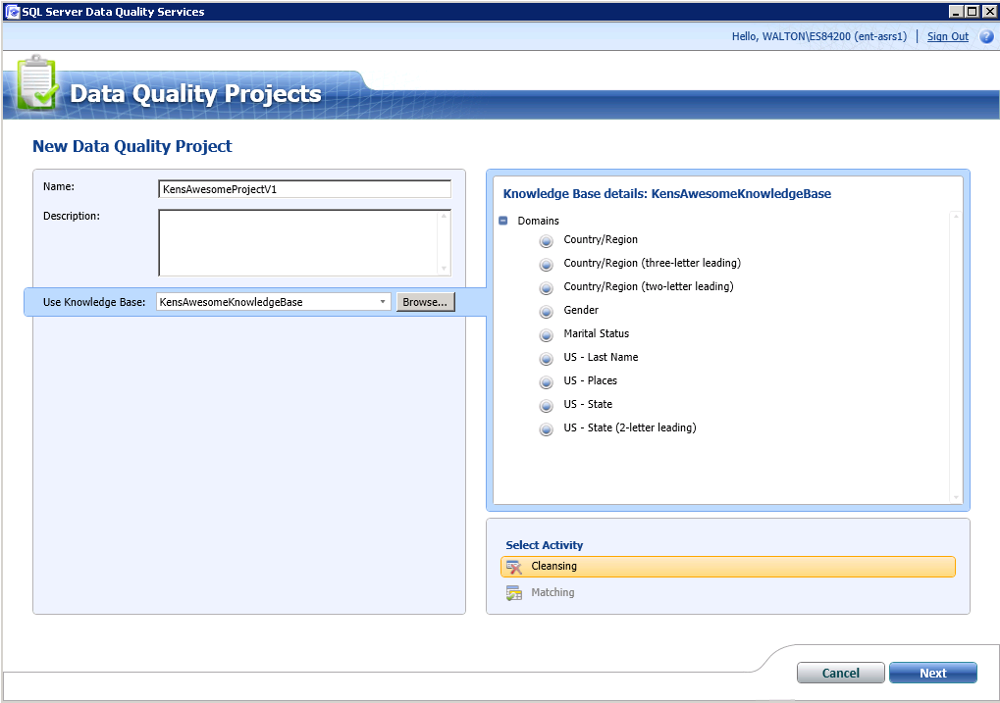 SQL Server Data Quality Services
Hello, WALTON\ES84200 (ent-asrs1) | Sign Out ?
Data Quality Projects
New Data Quality Project
Name: KensAwesomeProjectV1
Description:
Use Knowledge Base: KensAwesomeKnowledgeBase Browse...
Knowledge Base details: KensAwesomeKnowledgeBase
Domains
Country/Region
Country/Region (three-letter leading)
Country/Region (two-letter leading)
Gender
Marital Status
US - Last Name
US - Places
US - State
US - State (2-letter leading)
Select Activity
Cleansing
Matching
Cancel Next